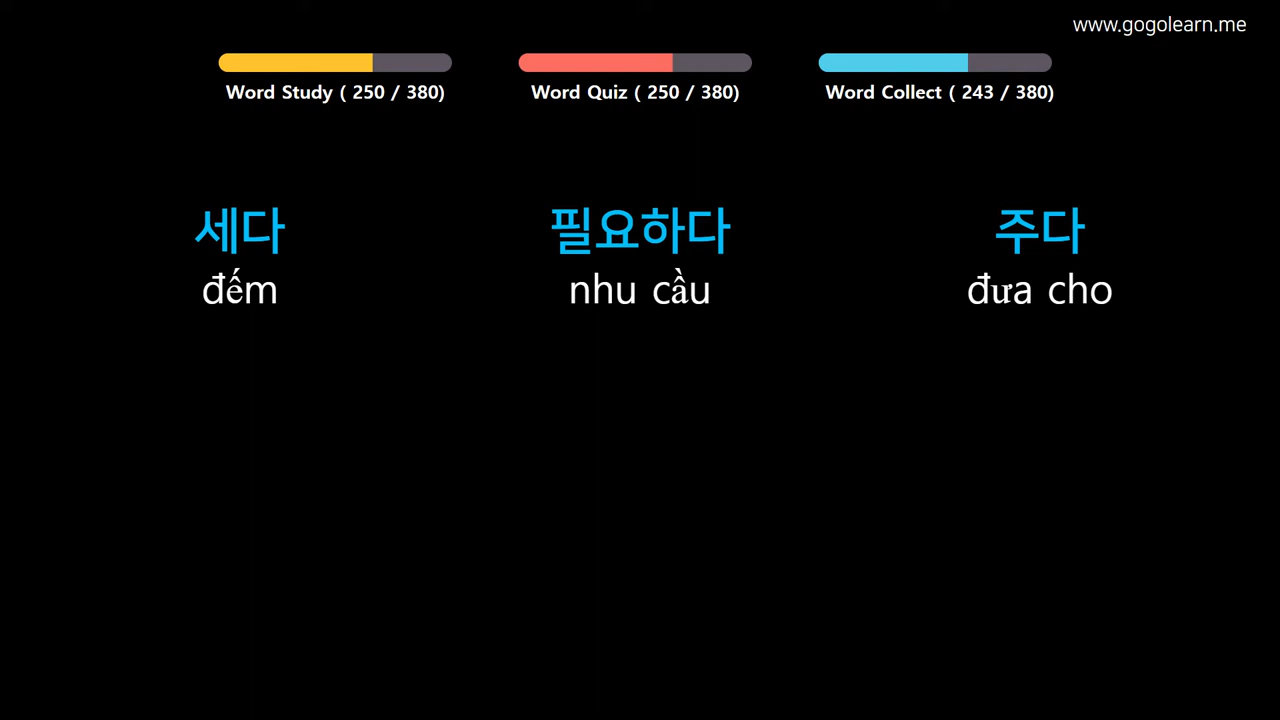 www.gogolearn.me
Word Study ( 250 / 380)
Word Quiz ( 250 / 380)
Word Collect ( 243 / 380)
세다
필요하다
주다
đếm
nhu cầu
đưa cho